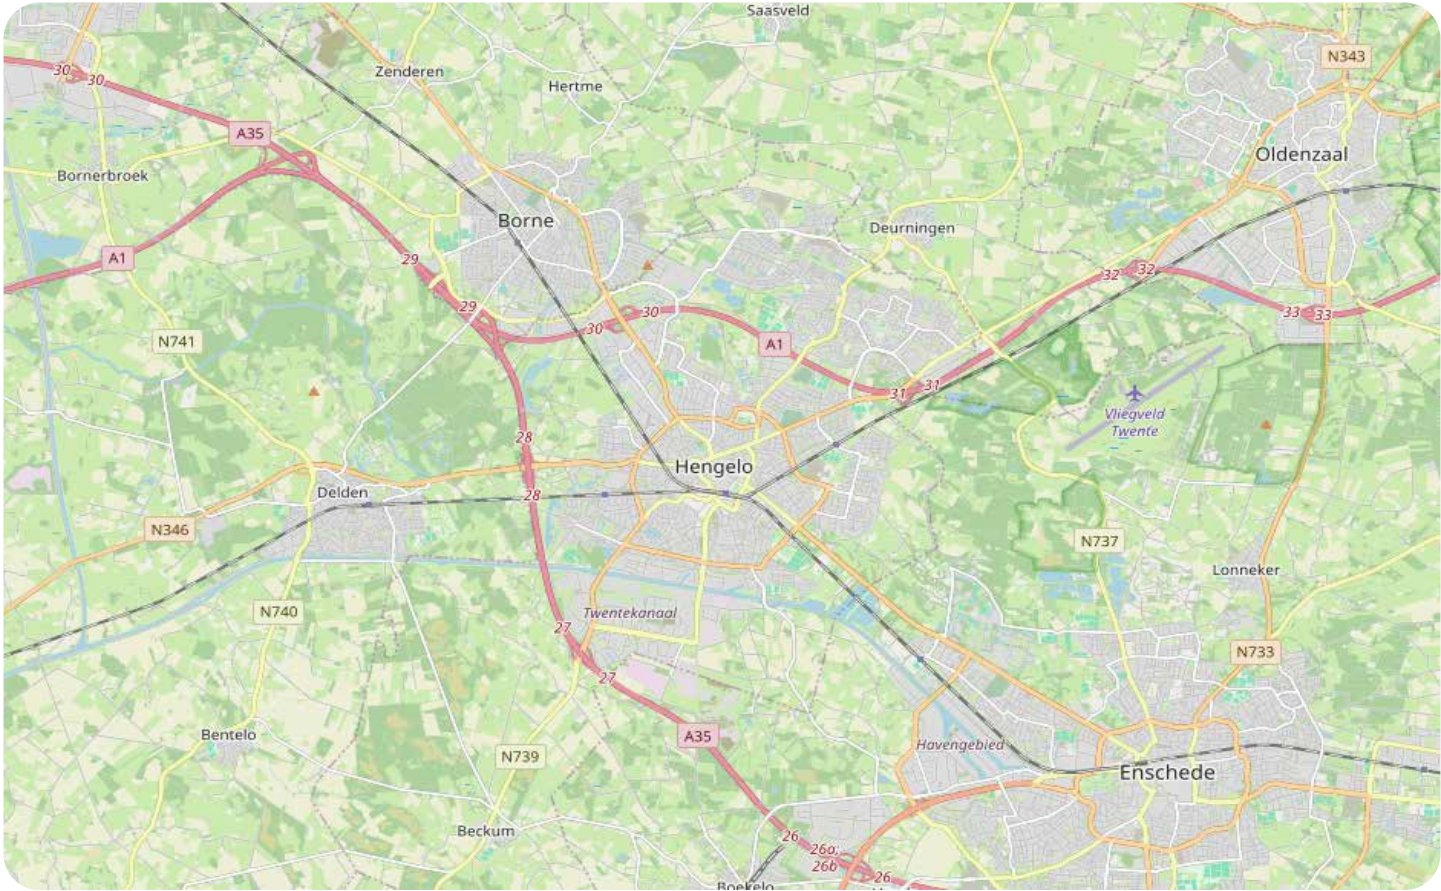 Saasveld
N343
30
30
Zenderen
Hertme
A35
Oldenzaal
Bornerbroek
Borne
Deurningen
A1
29
32
32
29
30
30
33
33
N741
A1
31
31
Vliegveld
Twente
28
Hengelo
Delden
28
N346
N737
Lonneker
N740
Twentekanaal
27
N733
27
Bentelo
A35
Havengebied
N739
Enschede
Beckum
26
26a;
26b
26
Boekelo